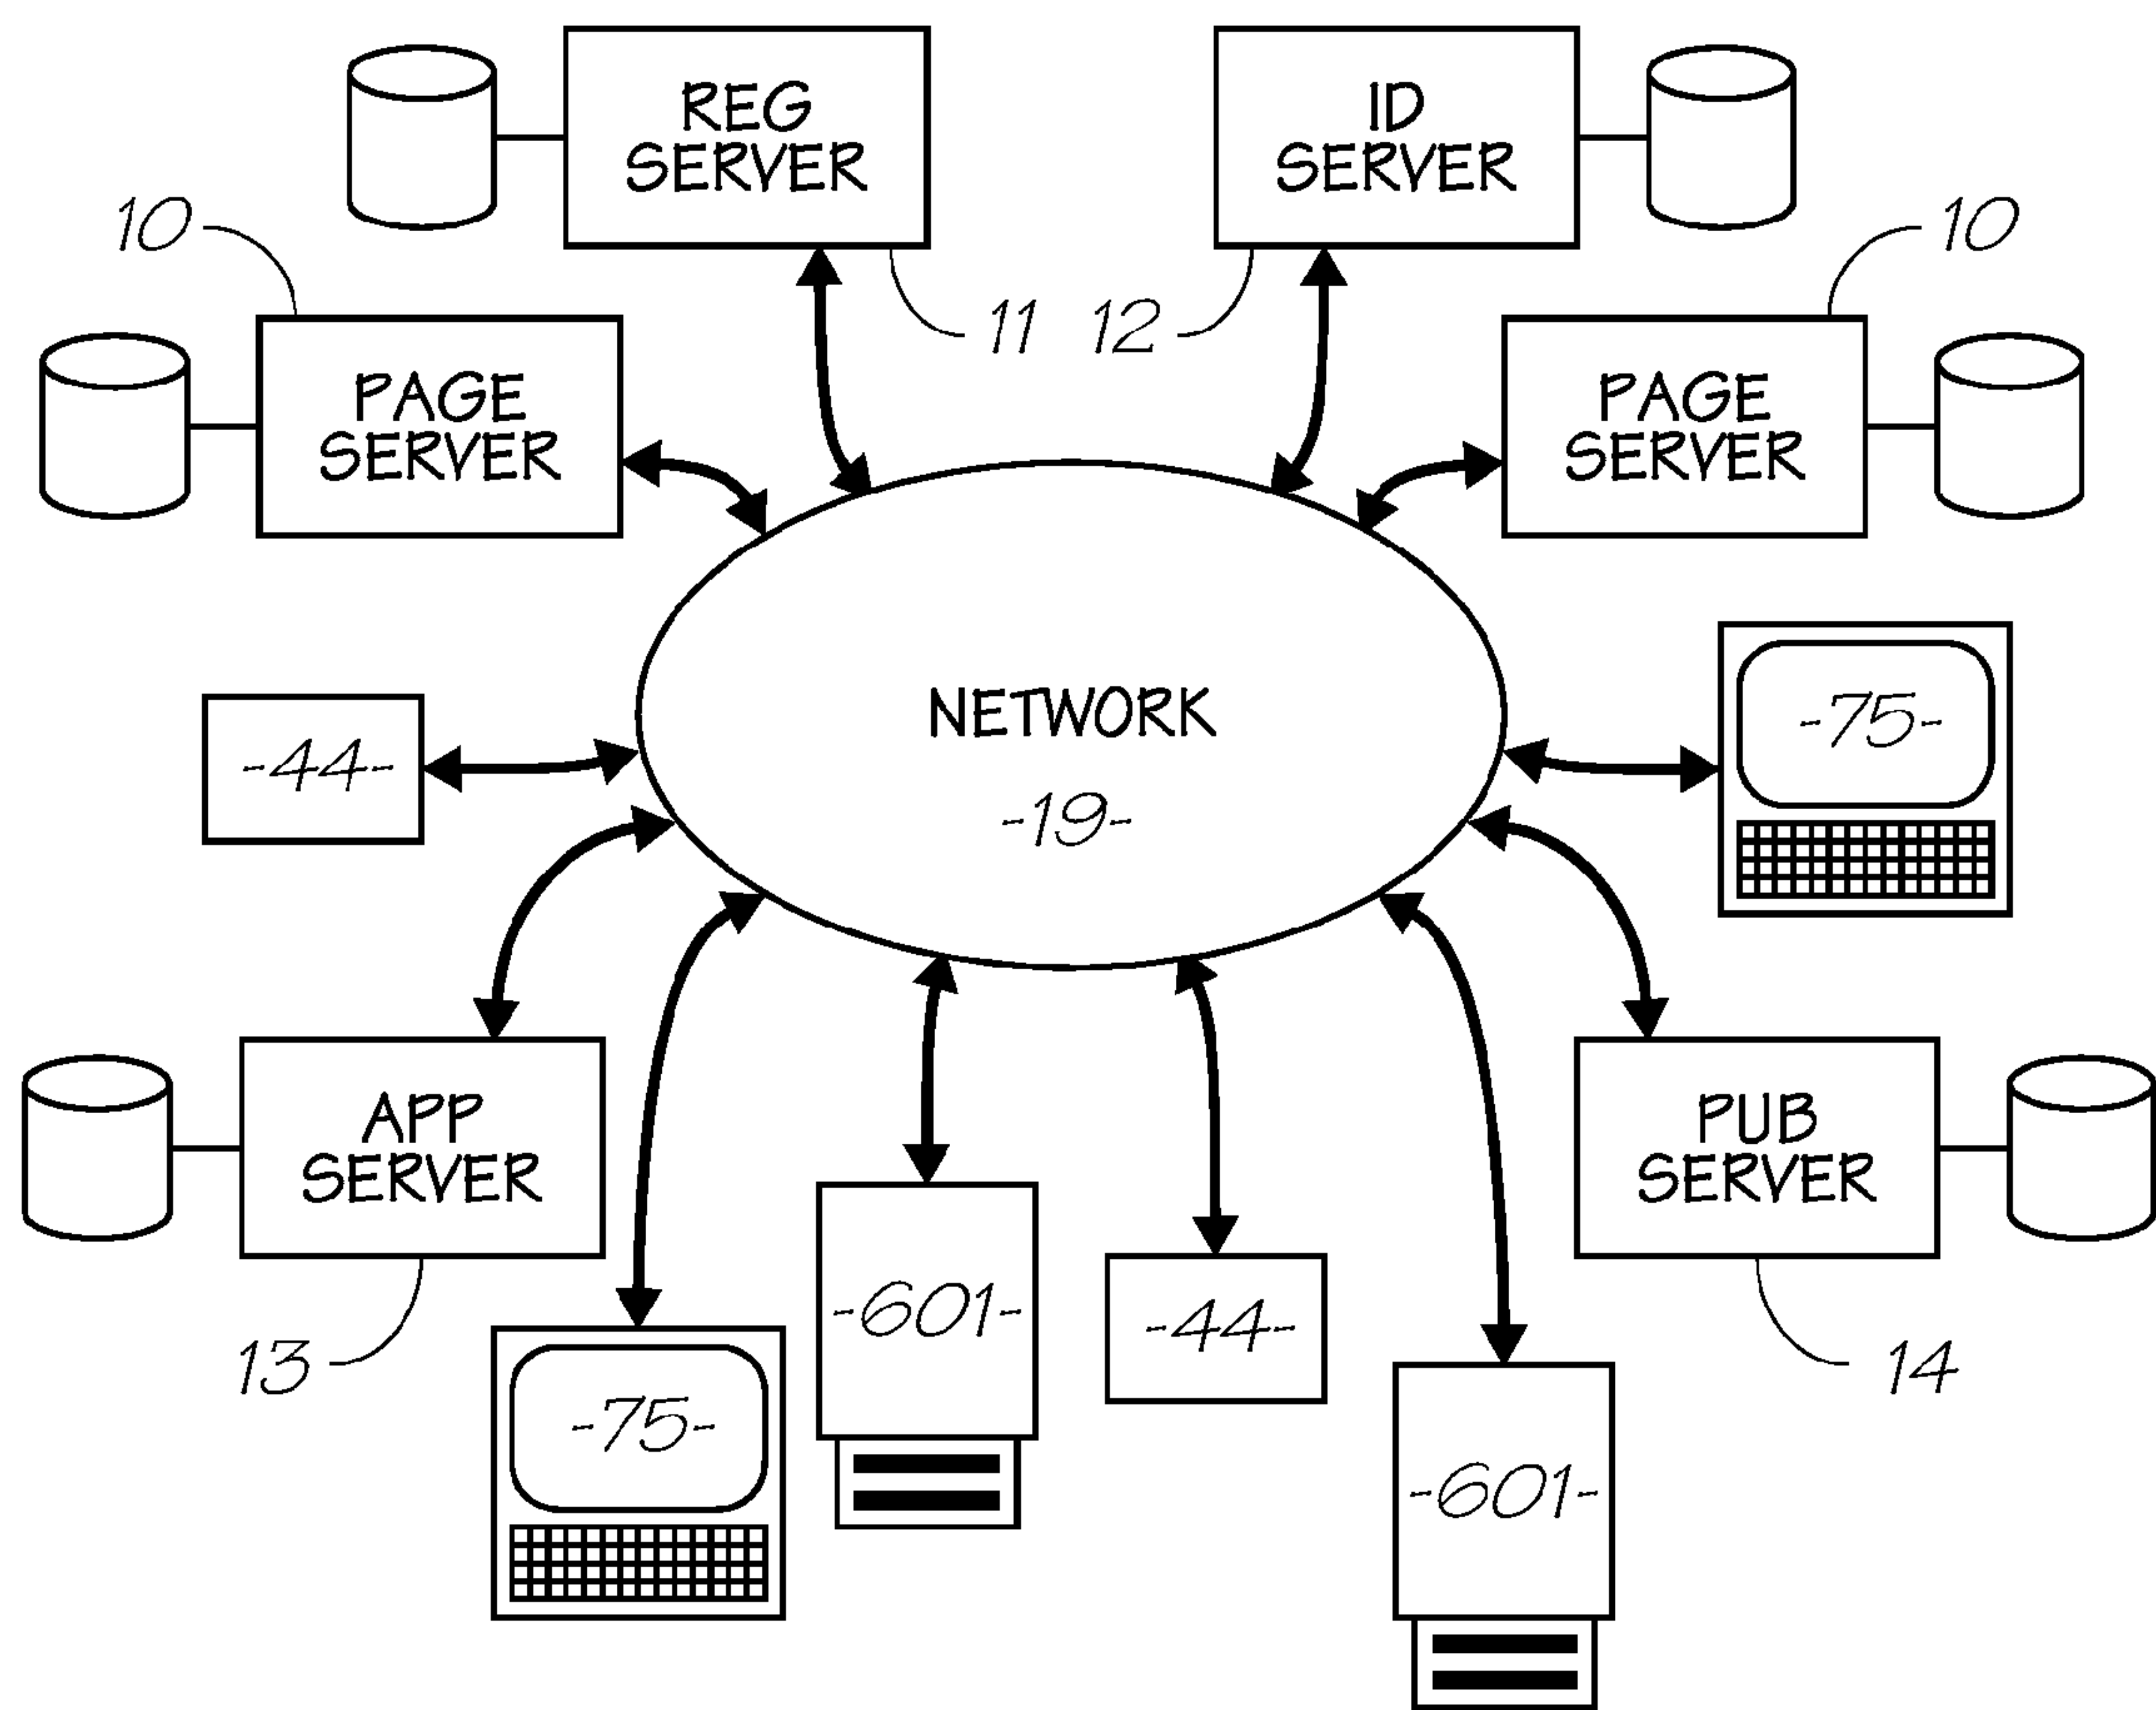 REG
SERVER
ID
SERVER
10
10
11
12
PAGE
SERVER
PAGE
SERVER
NETWORK
-19-
-75-
-44-
APP
SERVER
PUB
SERVER
-601-
-44-
13
14
-75-
-601-